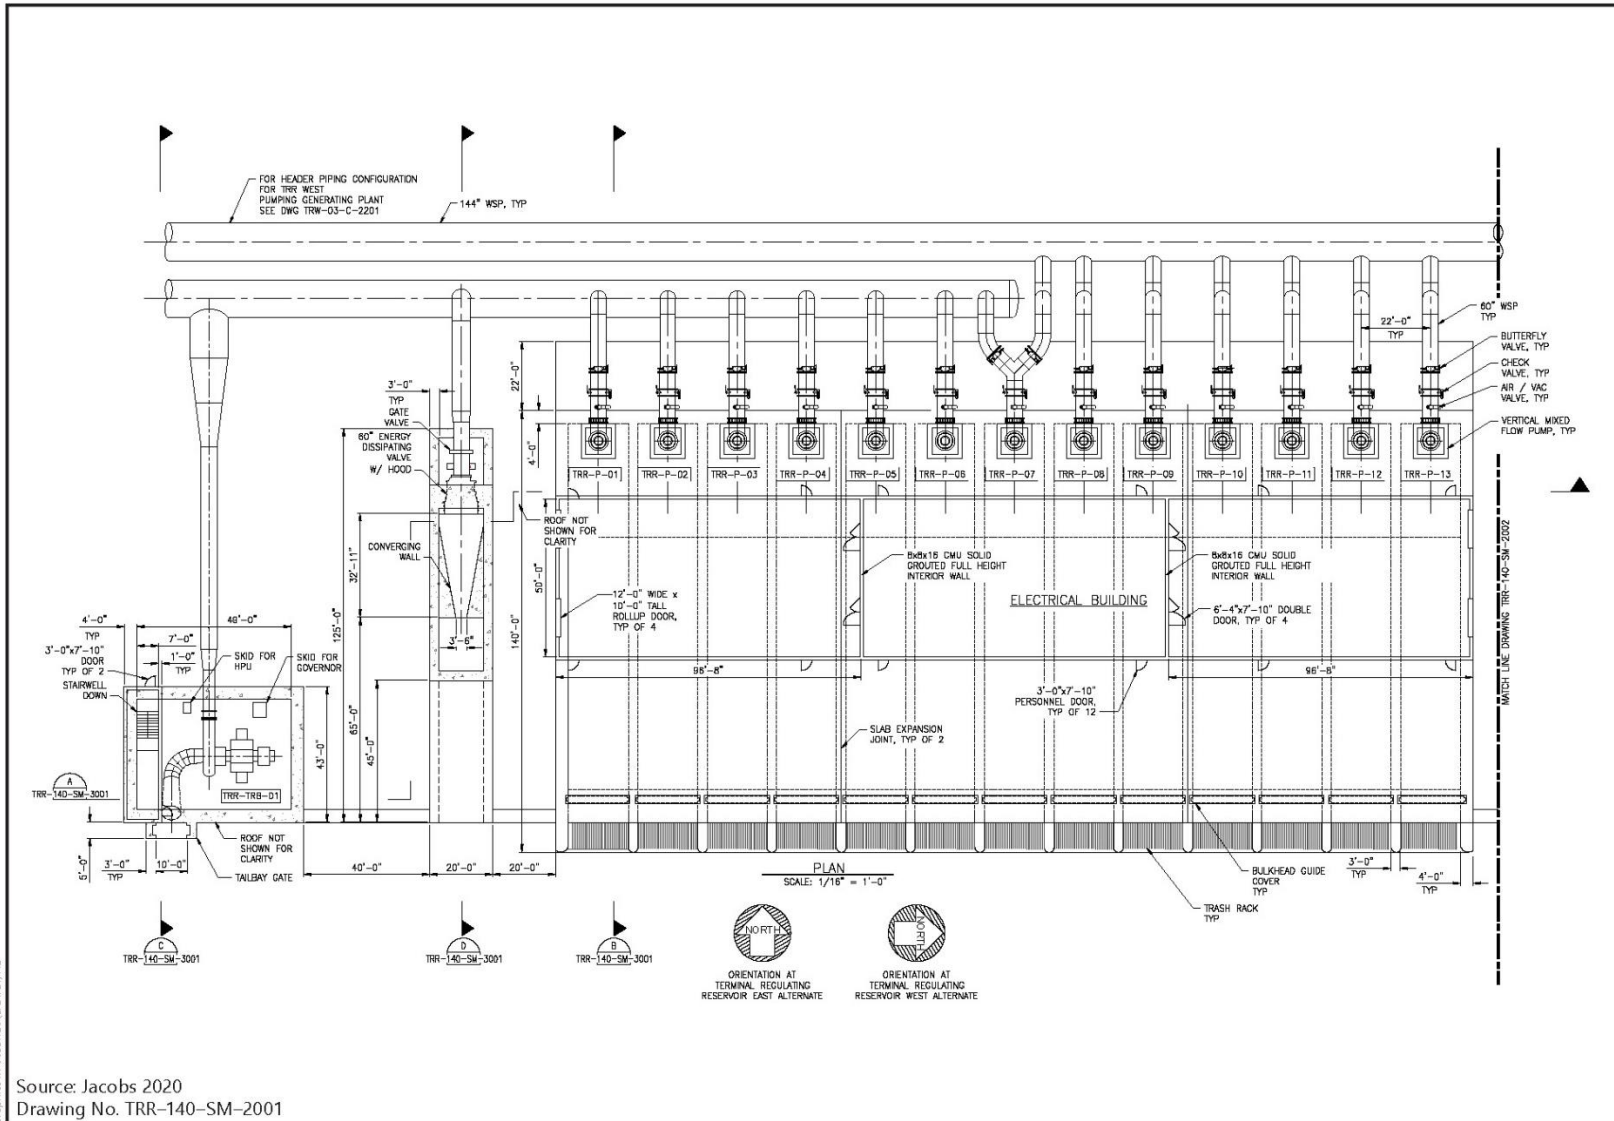 FOR HEADER PIPING CONFIGURATION
FOR TRR WEST
PUMPING GENERATING PLANT
SEE DWG TRW-03-C-2201
144" WSP, TYP
60" WSP
TYP
22'-0"
TYP
BUTTERFLY
VALVE, TYP
CHECK
VALVE, TYP
AIR / VAC
VALVE, TYP
VERTICAL MIXED
FLOW PUMP, TYP
22'-0"
4'-0"
3'-0"
TYP
GATE
VALVE
60" ENERGY
DISSIPATING
VALVE
W/ HOOD
TRR-P-01
TRR-P-02
TRR-P-03
TRR-P-04
TRR-P-05
TRR-P-06
TRR-P-07
TRR-P-08
TRR-P-09
TRR-P-10
TRR-P-11
TRR-P-12
TRR-P-13
ROOF NOT
SHOWN FOR
CLARITY
CONVERGING
WALL
32'-11"
125'-0"
140'-0"
50'-0"
8x8x16 CMU SOLID
GROUTED FULL HEIGHT
INTERIOR WALL
8x8x16 CMU SOLID
GROUTED FULL HEIGHT
INTERIOR WALL
12'-0" WIDE x
10'-0" TALL
ROLLUP DOOR,
TYP OF 4
ELECTRICAL BUILDING
6'-4"x7'-10" DOUBLE
DOOR, TYP OF 4
MATCH LINE DRAWING TRR-140-SM-2002
4'-0"
TYP
46'-0"
7'-0"
3'-0"x7'-10"
DOOR
TYP OF 2
1'-0"
TYP
SKID FOR
HPU
SKID FOR
GOVERNOR
STAIRWELL
DOWN
3'-6"
96'-8"
96'-8"
3'-0"x7'-10"
PERSONNEL DOOR,
TYP OF 12
SLAB EXPANSION
JOINT, TYP OF 2
65'-0"
45'-0"
43'-0"
A
TRR-140-SM-3001
TRR-TRB-01
ROOF NOT
SHOWN FOR
CLARITY
TAILBAY GATE
5'-0"
3'-0"
TYP
10'-0"
40'-0"
20'-0"
20'-0"
PLAN
SCALE: 1/16" = 1'-0"
BULKHEAD GUIDE
COVER
TYP
3'-0"
TYP
4'-0"
TYP
TRASH RACK
TYP
C
TRR-140-SM-3001
D
TRR-140-SM-3001
B
TRR-140-SM-3001
NORTH
ORIENTATION AT
TERMINAL REGULATING
RESERVOIR EAST ALTERNATE
NORTH
ORIENTATION AT
TERMINAL REGULATING
RESERVOIR WEST ALTERNATE
Source: Jacobs 2020
Drawing No. TRR–140–SM–2001